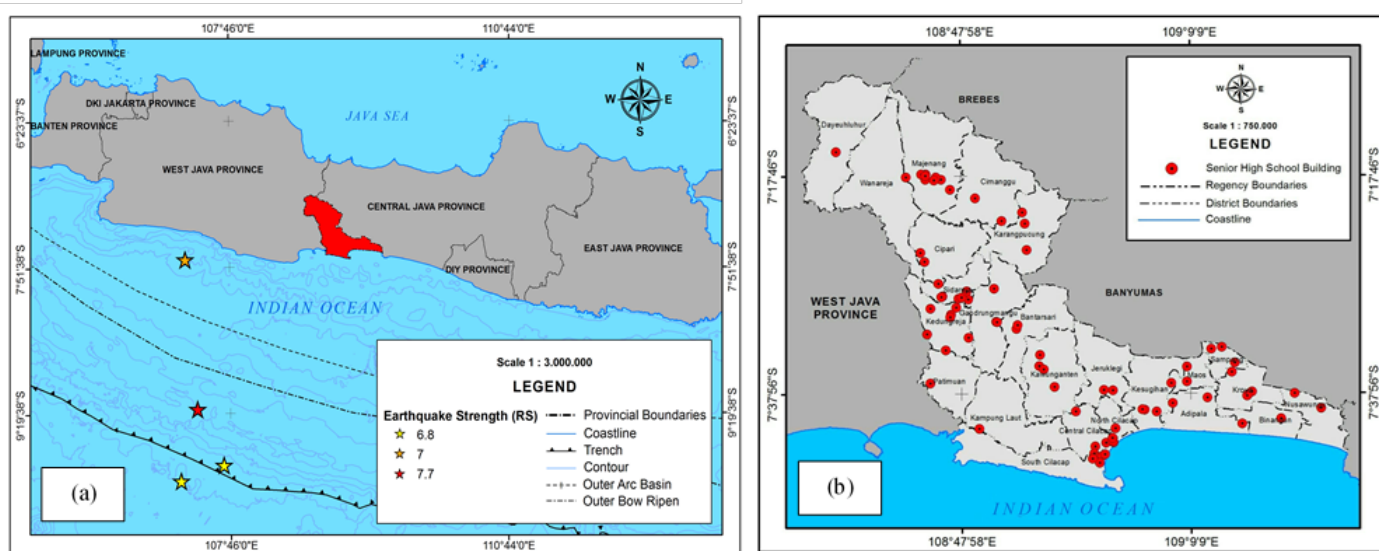 107°46'0"E
110°44'0"E
LAMPUNG PROVINCE
DKI JAKARTA PROVINCE
BANTEN PROVINCE
JAVA SEA
N
W E
S
6°23'37"S
6°23'37"S
WEST JAVA PROVINCE
CENTRAL JAVA PROVINCE
EAST JAVA PROVINCE
DIY PROVINCE
7°51'38"S
7°51'38"S
INDIAN OCEAN
Scale 1 : 3.000.000
LEGEND
Earthquake Strength (RS)
6.8
7
7.7
Provincial Boundaries
Coastline
Trench
Contour
Outer Arc Basin
Outer Bow Ripen
9°19'38"S
9°19'38"S
(a)
107°46'0"E
110°44'0"E
108°47'58"E
109°9'9"E
N
W E
S
Scale 1 : 750.000
LEGEND
Senior High School Building
Regency Boundaries
District Boundaries
Coastline
BREBES
Dayeuhluhur
Majenang
Wanareja
Cimanggu
7°17'46"S
7°17'46"S
Karangpucung
Cipari
BANYUMAS
WEST JAVA
PROVINCE
Gandrungmangu
Bantarsari
Kedungreja
Patimuan
Kawunganten
Jeruklegi
Kesugihan
Maos
Nusawungu
Adipala
Binangun
7°37'56"S
7°37'56"S
Kampung Laut
North Cilacap
Central Cilacap
South Cilacap
INDIAN OCEAN
(b)
108°47'58"E
109°9'9"E